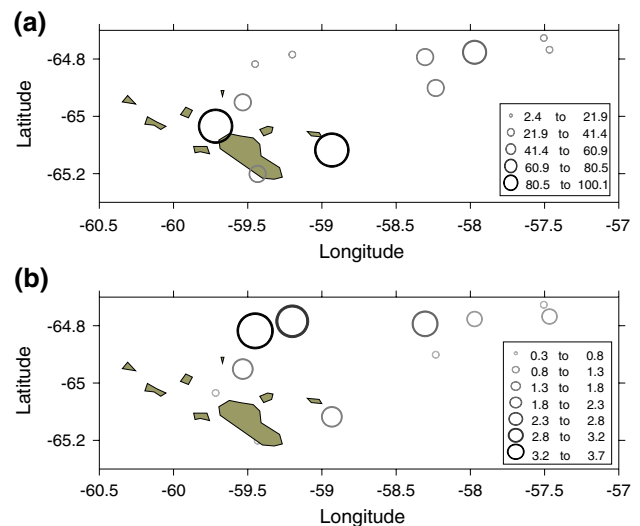 (a)
Latitude
-64.8
-65
-65.2
2.4 to 21.9
21.9 to 41.4
41.4 to 60.9
60.9 to 80.5
80.5 to 100.1
-60.5 -60 -59.5 -59 -58.5 -58 -57.5 -57
Longitude
(b)
Latitude
-64.8
-65
-65.2
0.3 to 0.8
0.8 to 1.3
1.3 to 1.8
1.8 to 2.3
2.3 to 2.8
2.8 to 3.2
3.2 to 3.7
-60.5 -60 -59.5 -59 -58.5 -58 -57.5 -57
Longitude